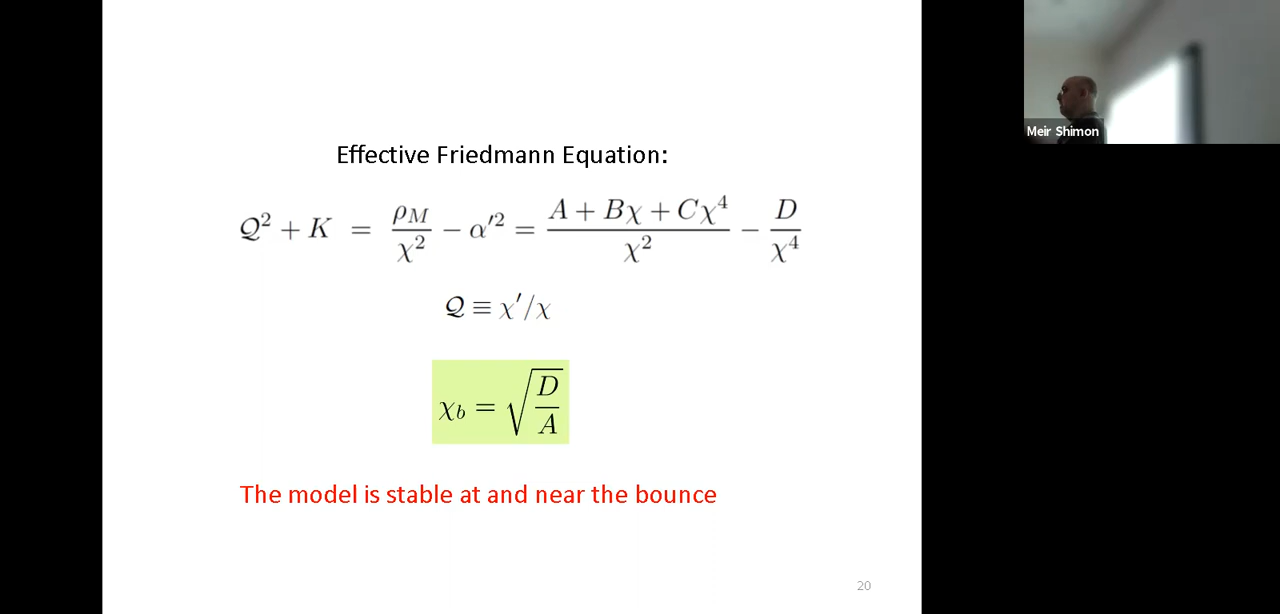 Effective Friedmann Equation:
𝒬² + K = ρ_M/χ² − α′² = (A + Bχ + Cχ⁴)/χ² − D/χ⁴
𝒬 ≡ χ′/χ
χ_b = √(D/A)
The model is stable at and near the bounce
20
Meir Shimon